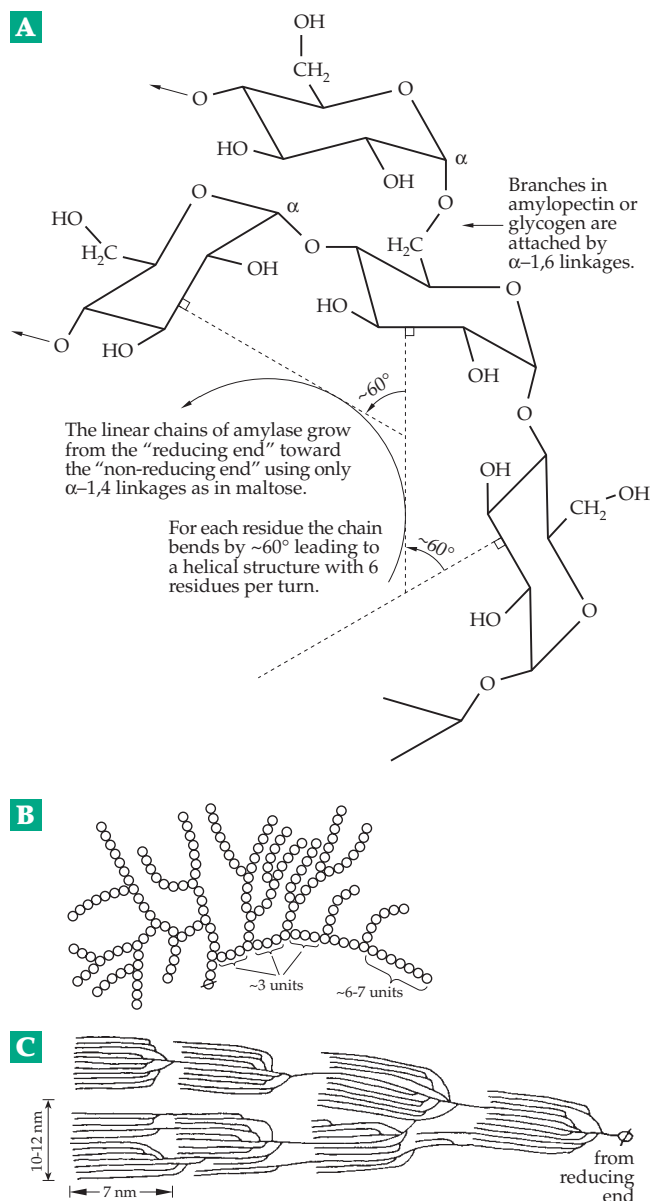 A
OH
CH2
O
O
HO
OH
α
O
Branches in
amylopectin or
glycogen are
attached by
α–1,6 linkages.
O
α
HO
H2C
OH
O
H2C
O
HO
O
HO
OH
~60°
O
The linear chains of amylase grow
from the “reducing end” toward
the “non-reducing end” using only
α–1,4 linkages as in maltose.
OH
OH
CH2
For each residue the chain
bends by ~60° leading to
a helical structure with 6
residues per turn.
~60°
HO
O
O
B
~3 units
~6-7 units
C
10-12 nm
7 nm
from
reducing
end